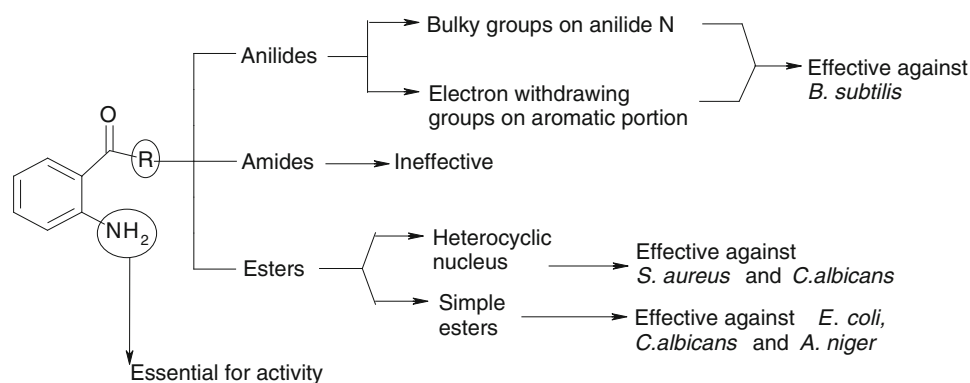 Bulky groups on anilide N
Anilides
Effective against
B. subtilis
Electron withdrawing
groups on aromatic portion
O
R
Amides
Ineffective
NH2
Heterocyclic
nucleus
Effective against
S. aureus and C.albicans
Esters
Simple
esters
Effective against E. coli,
C.albicans and A. niger
Essential for activity